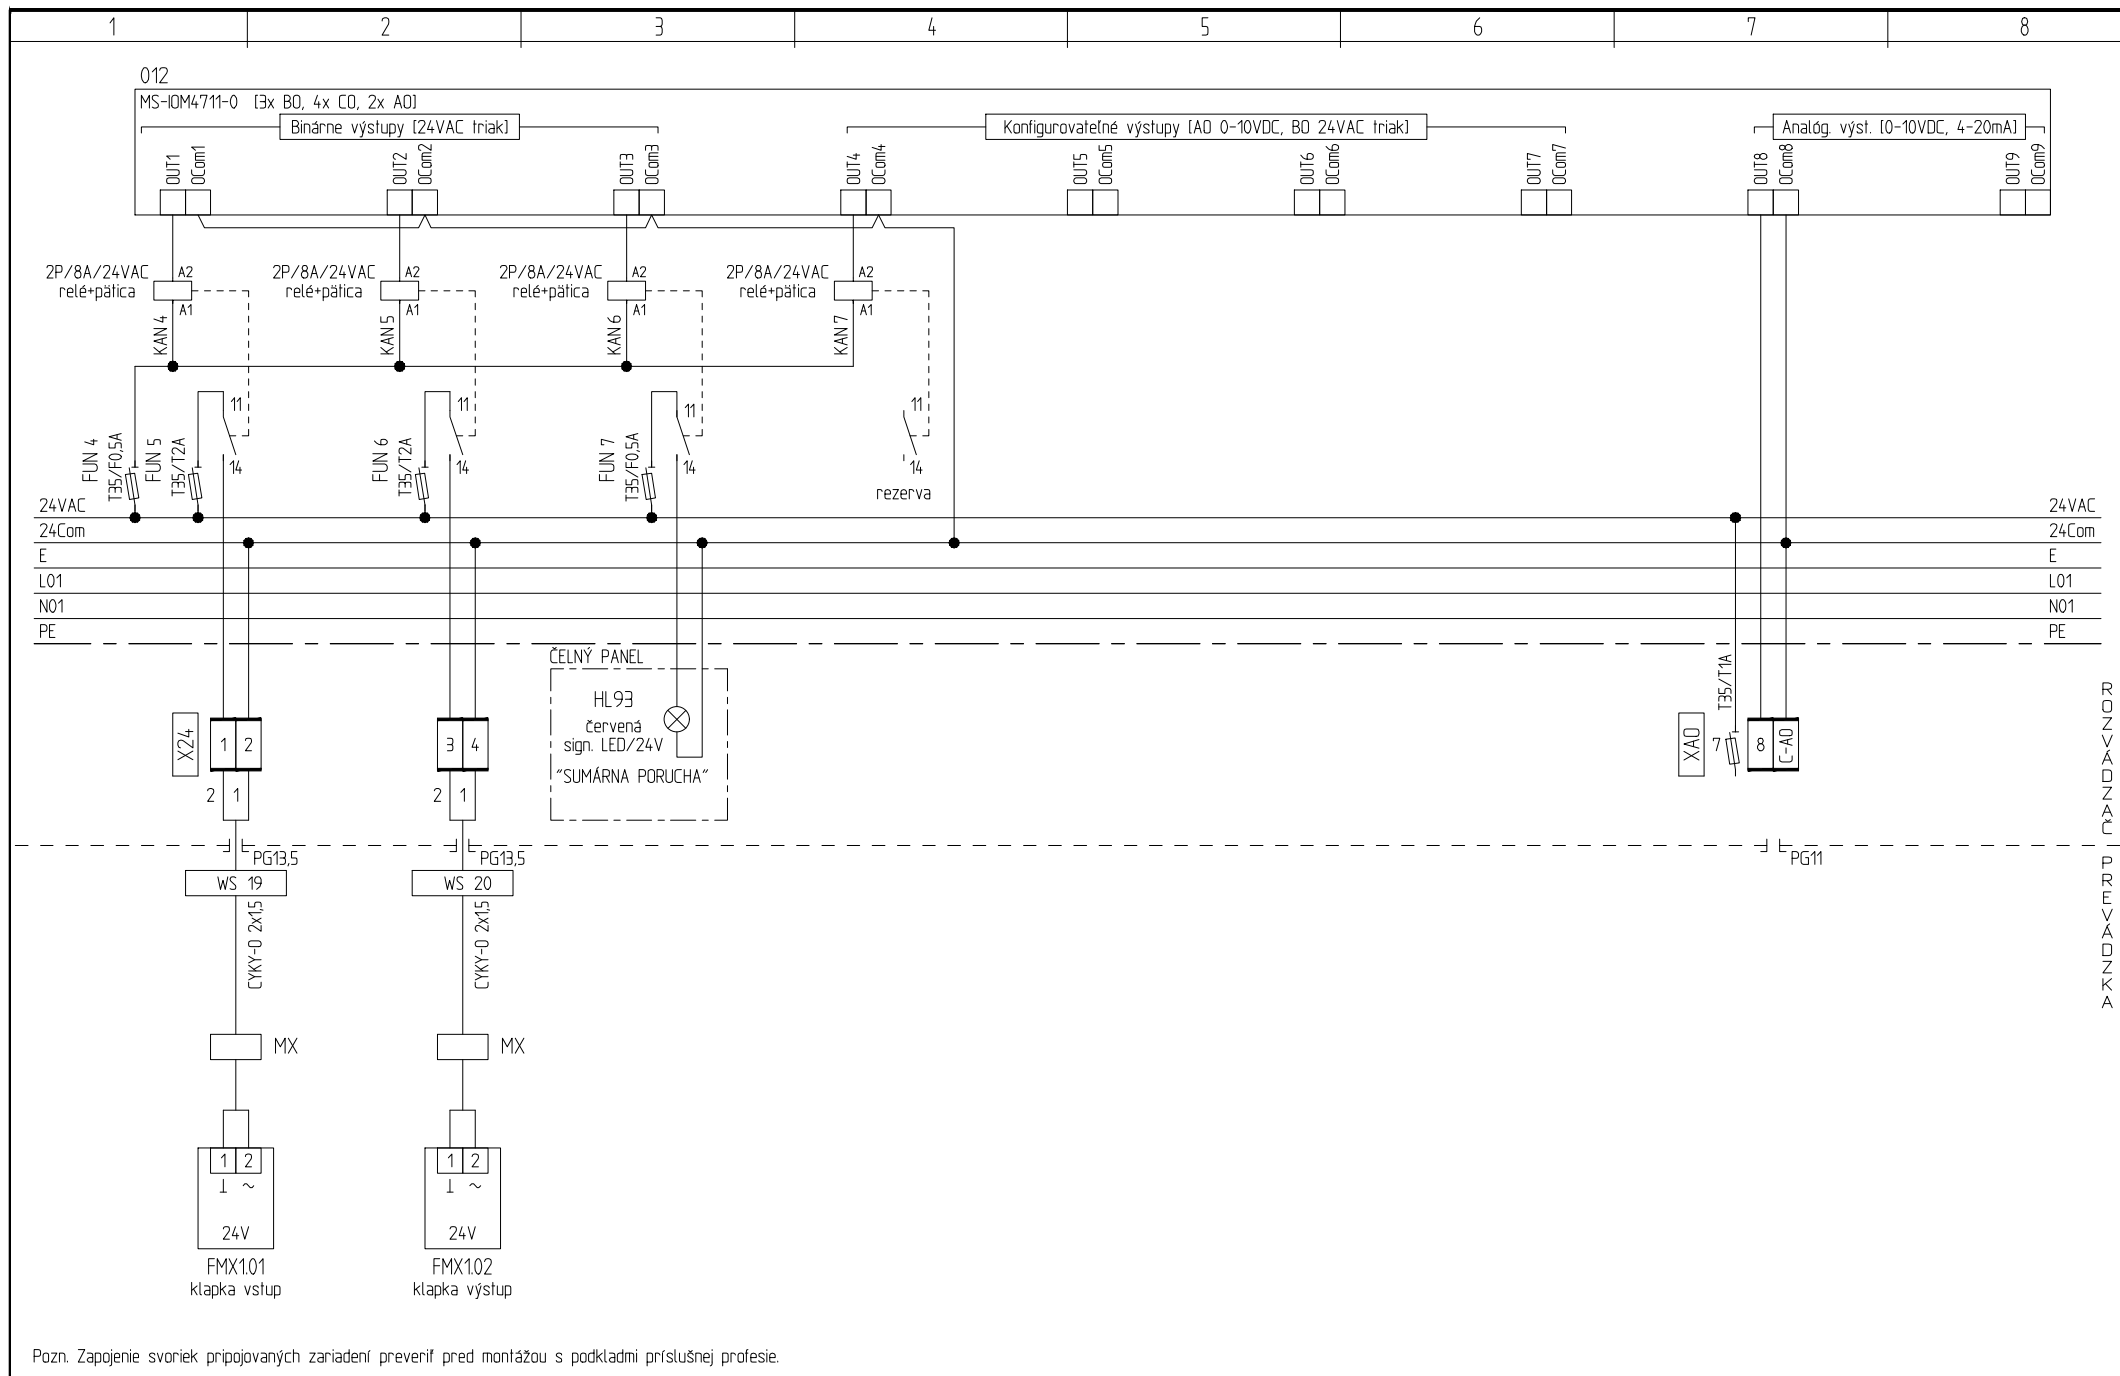 1 2 3 4 5 6 7 8
012
MS-IOM4711-0 [3x BO, 4x CO, 2x AO]
Binárne výstupy [24VAC triak]
Konfigurovateľné výstupy [AO 0-10VDC, BO 24VAC triak]
Analóg. výst. [0-10VDC, 4-20mA]
OUT1 OCom1 OUT2 OCom2 OUT3 OCom3 OUT4 OCom4 OUT5 OCom5 OUT6 OCom6 OUT7 OCom7 OUT8 OCom8 OUT9 OCom9
2P/8A/24VAC A2 2P/8A/24VAC A2 2P/8A/24VAC A2 2P/8A/24VAC A2
relé+pätica relé+pätica relé+pätica relé+pätica
A1 A1 A1 A1
KAN 4 KAN 5 KAN 6 KAN 7
11 11 11 11
FUN 4 T35/F0,5A FUN 5 T35/T2A FUN 6 T35/T2A FUN 7 T35/F0,5A
14 14 14 14
rezerva
24VAC 24VAC
24Com 24Com
E E
L01 L01
N01 N01
PE PE
ČELNÝ PANEL
HL93
červená
sign. LED/24V
"SUMÁRNA PORUCHA"
T35/T1A
X24 1 2 3 4 XAO 7 8 C-AO
2 1 2 1
ROZVÁDZAČ
PG13,5 PG13,5 PG11
PREVÁDZKA
WS 19 WS 20
CYKY-O 2x1,5 CYKY-O 2x1,5
MX MX
1 2 1 2
⊥ ~ ⊥ ~
24V 24V
FMX1.01 FMX1.02
klapka vstup klapka výstup
Pozn. Zapojenie svoriek pripojovaných zariadení preveriť pred montážou s podkladmi príslušnej profesie.